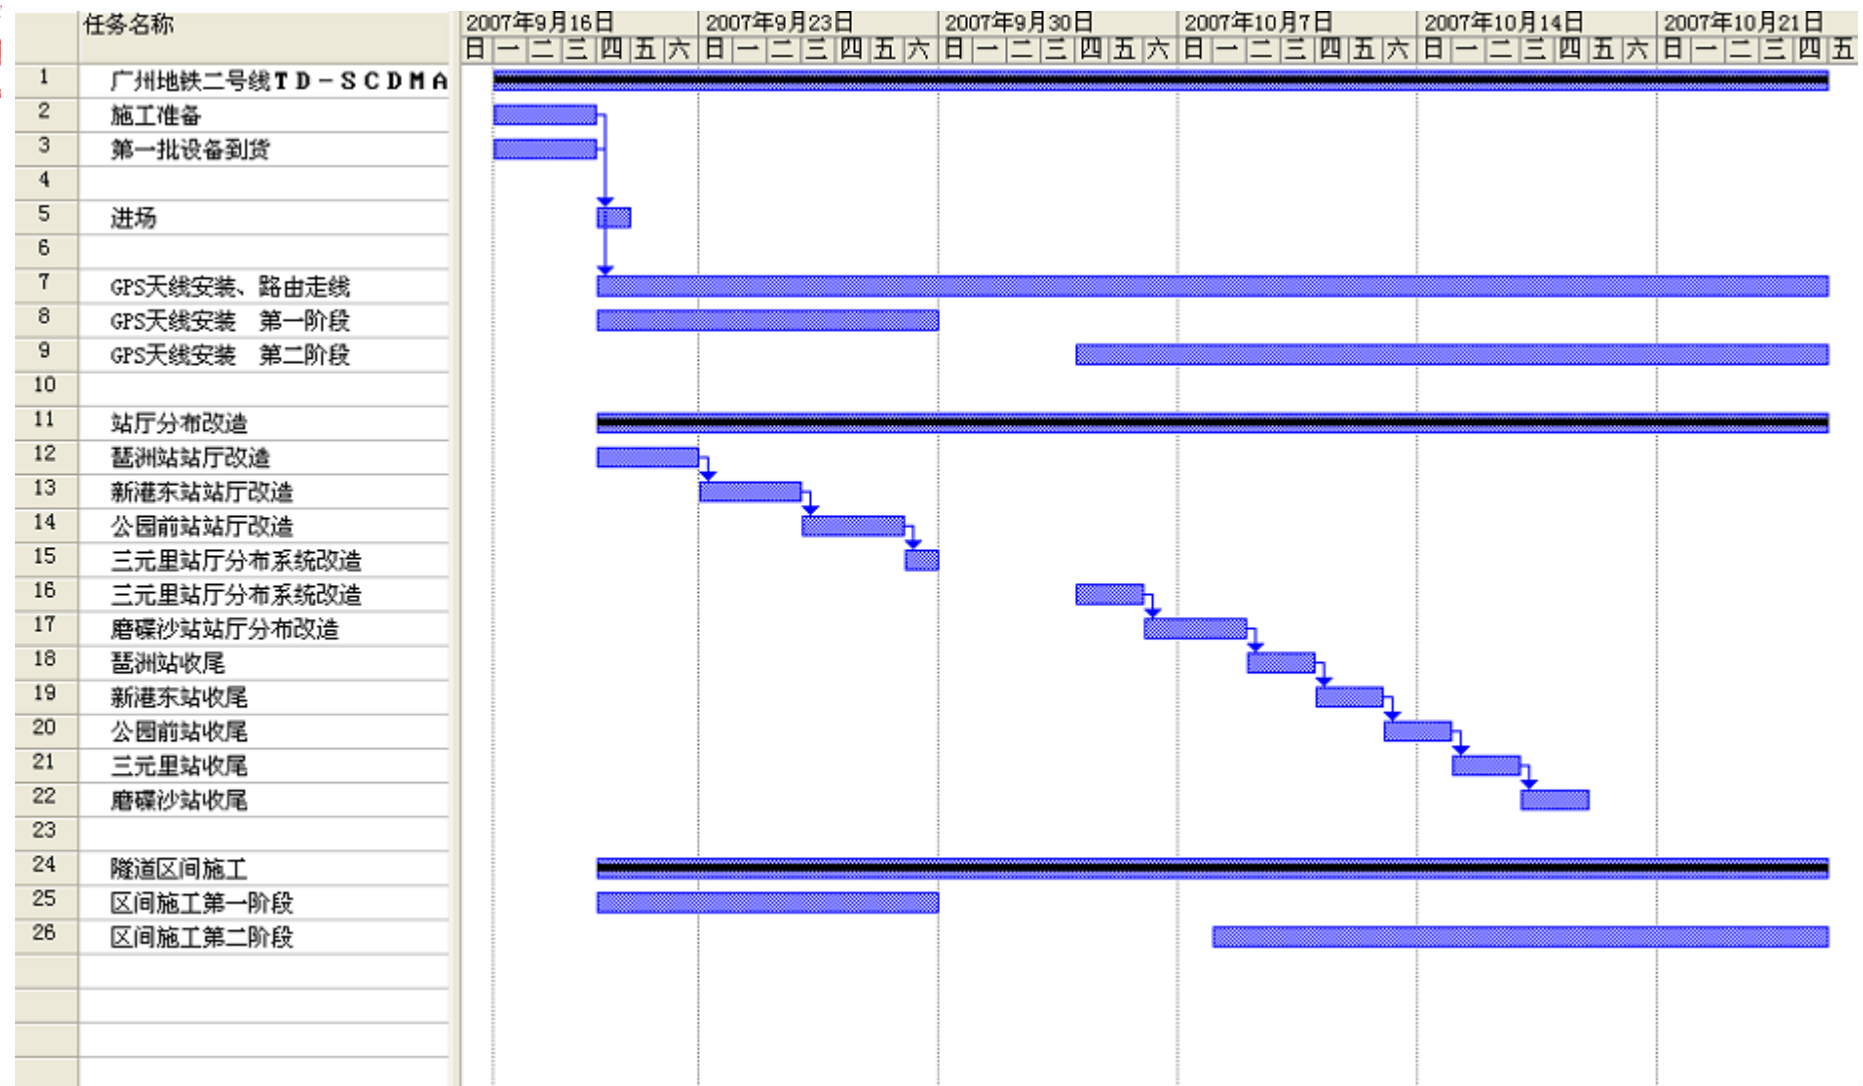 任务名称
2007年9月16日 2007年9月23日 2007年9月30日 2007年10月7日 2007年10月14日 2007年10月21日
日 一 二 三 四 五 六 日 一 二 三 四 五 六 日 一 二 三 四 五 六 日 一 二 三 四 五 六 日 一 二 三 四 五 六 日 一 二 三 四 五
1 广州地铁二号线TD-SCDMA
2 施工准备
3 第一批设备到货
4
5 进场
6
7 GPS天线安装、路由走线
8 GPS天线安装 第一阶段
9 GPS天线安装 第二阶段
10
11 站厅分布改造
12 琶洲站站厅改造
13 新港东站站厅改造
14 公园前站站厅改造
15 三元里站厅分布系统改造
16 三元里站厅分布系统改造
17 磨碟沙站站厅分布改造
18 琶洲站收尾
19 新港东站收尾
20 公园前站收尾
21 三元里站收尾
22 磨碟沙站收尾
23
24 隧道区间施工
25 区间施工第一阶段
26 区间施工第二阶段